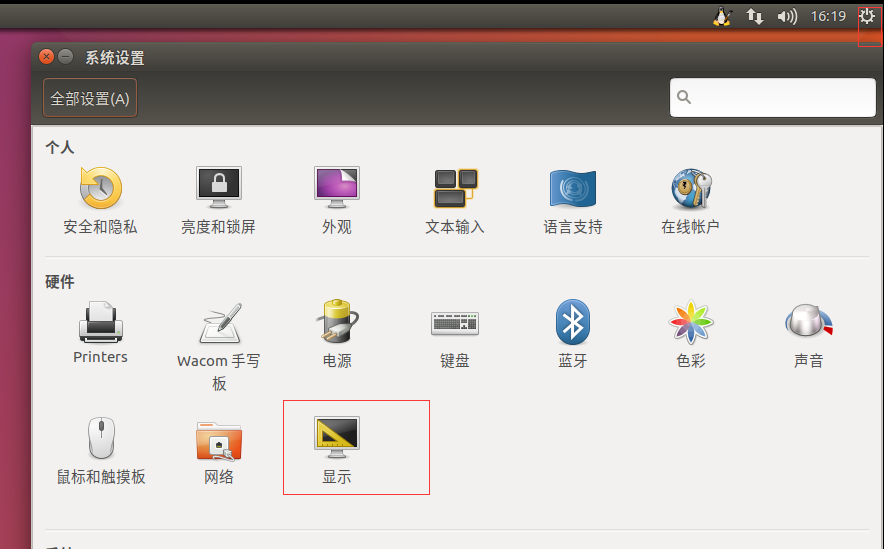 16:19
系统设置
全部设置(A)
个人
安全和隐私
亮度和锁屏
外观
文本输入
语言支持
在线帐户
硬件
Printers
Wacom 手写
板
电源
键盘
蓝牙
色彩
声音
鼠标和触摸板
网络
显示